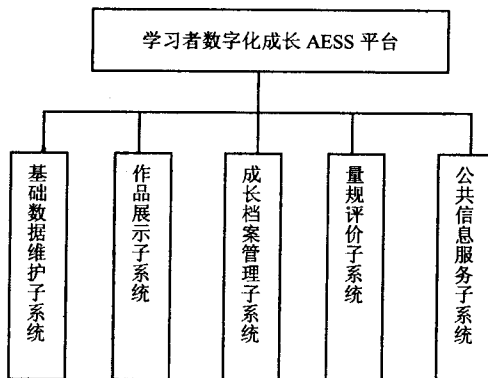 学习者数字化成长 AESS 平台
基础数据维护子系统
作品展示子系统
成长档案管理子系统
量规评价子系统
公共信息服务子系统